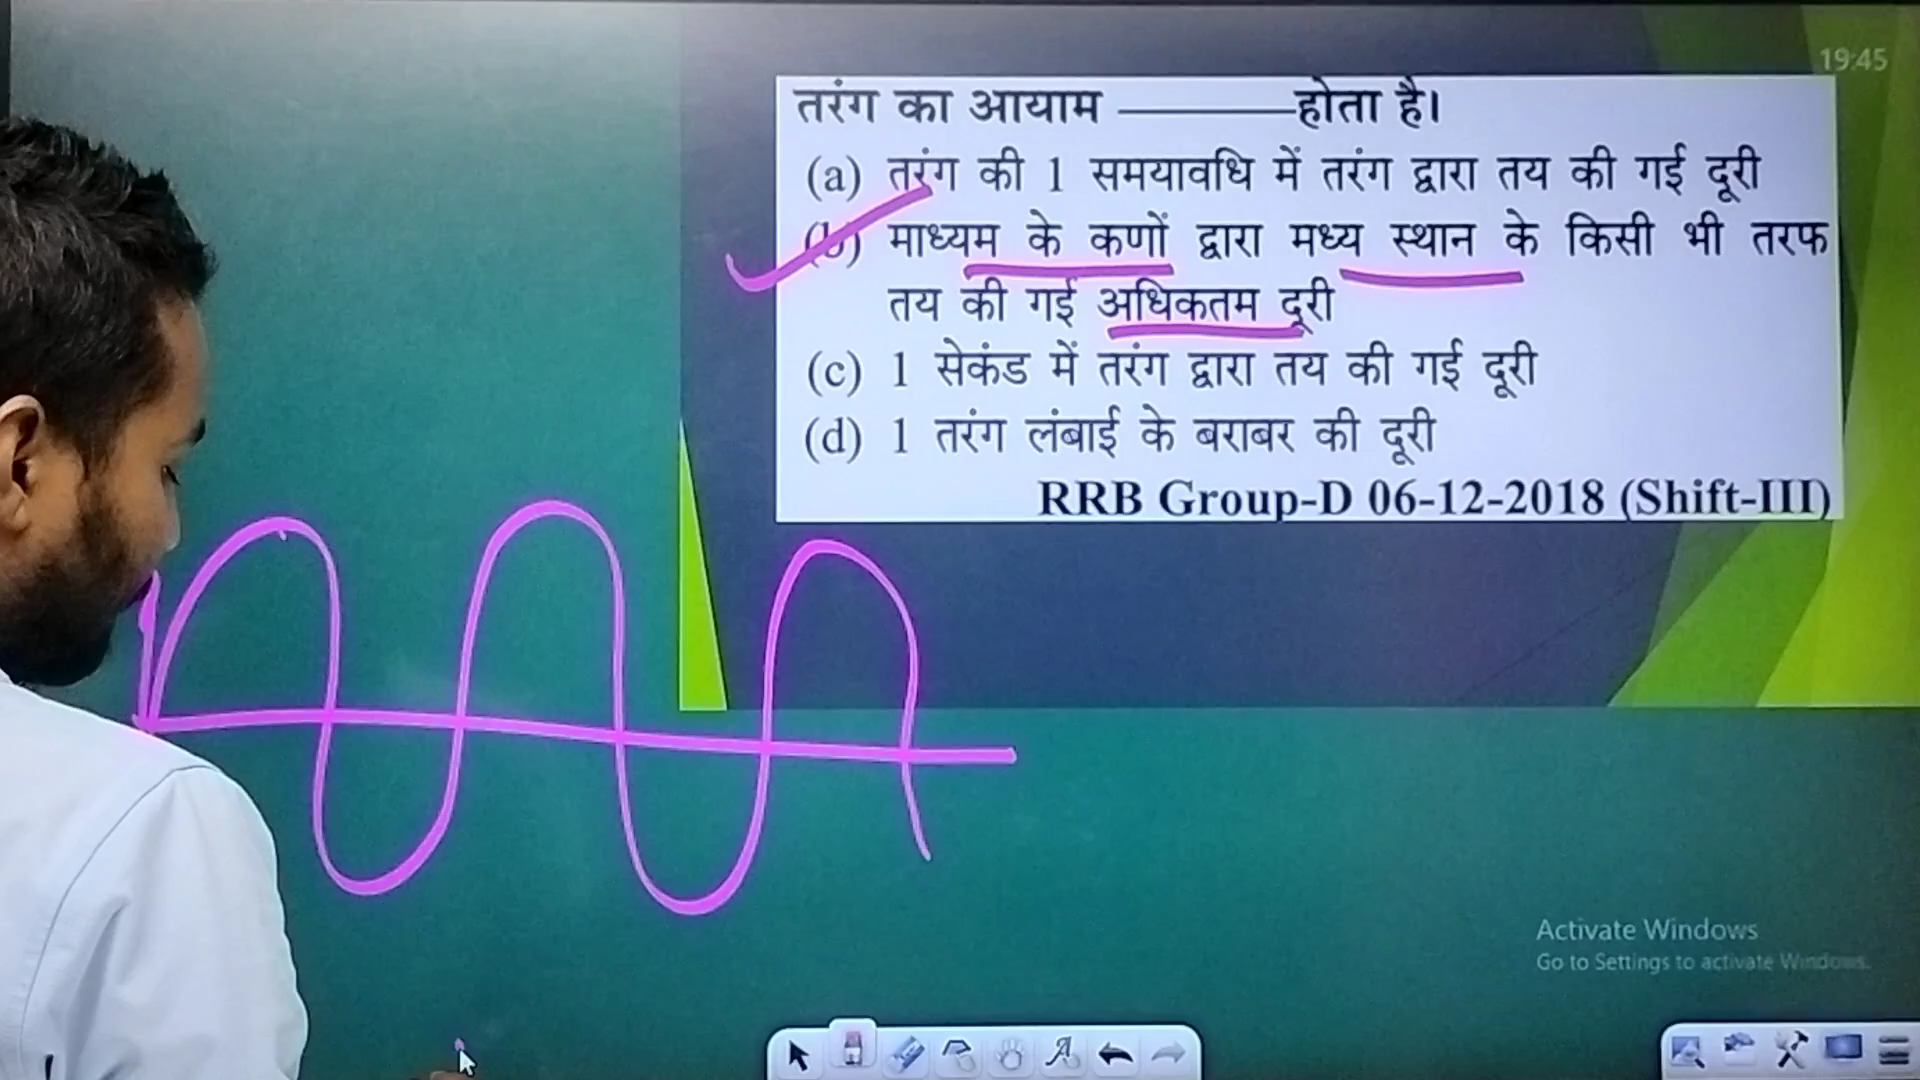 19:45
तरंग का आयाम ———होता है।
(a) तरंग की 1 समयावधि में तरंग द्वारा तय की गई दूरी
(b) माध्यम के कणों द्वारा मध्य स्थान के किसी भी तरफ
तय की गई अधिकतम दूरी
(c) 1 सेकंड में तरंग द्वारा तय की गई दूरी
(d) 1 तरंग लंबाई के बराबर की दूरी
RRB Group-D 06-12-2018 (Shift-III)
Activate Windows
Go to Settings to activate Windows.